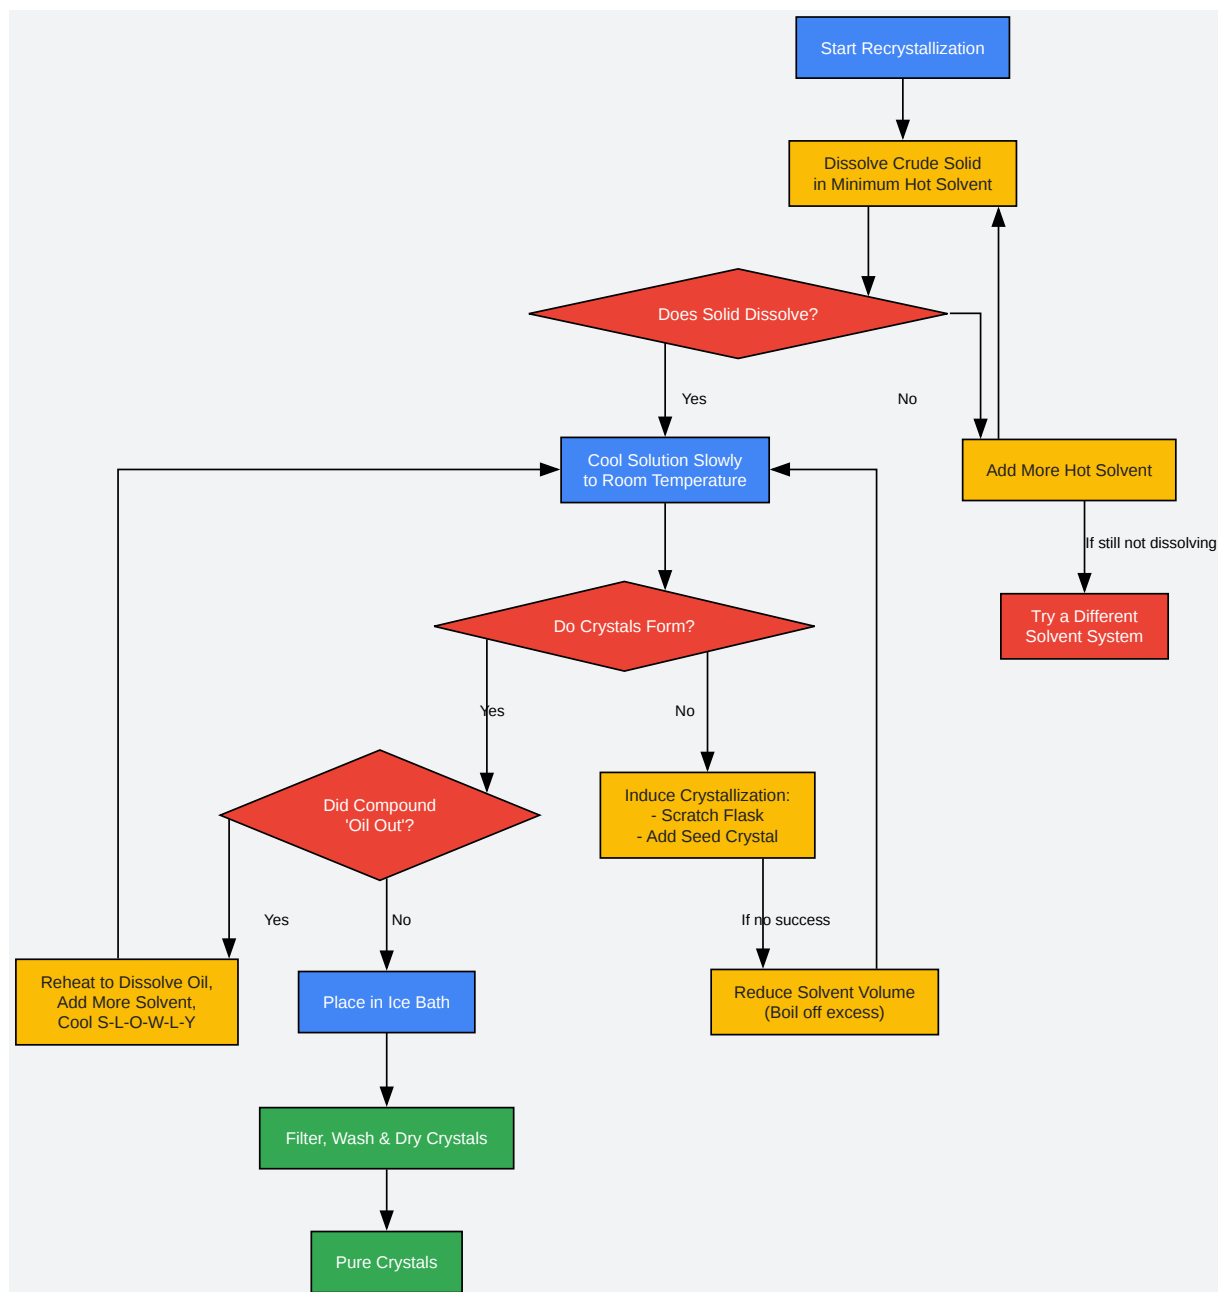 Start Recrystallization
Dissolve Crude Solid
in Minimum Hot Solvent
Does Solid Dissolve?
Yes
No
Cool Solution Slowly
to Room Temperature
Add More Hot Solvent
If still not dissolving
Try a Different
Solvent System
Do Crystals Form?
Yes
No
Did Compound
'Oil Out'?
Induce Crystallization:
- Scratch Flask
- Add Seed Crystal
Yes
No
If no success
Reheat to Dissolve Oil,
Add More Solvent,
Cool S-L-O-W-L-Y
Place in Ice Bath
Reduce Solvent Volume
(Boil off excess)
Filter, Wash & Dry Crystals
Pure Crystals